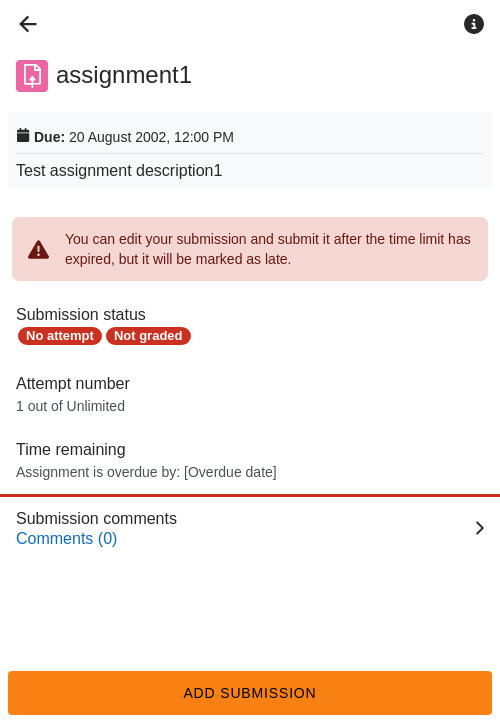 assignment1
Due: 20 August 2002, 12:00 PM
Test assignment description1
You can edit your submission and submit it after the time limit has
expired, but it will be marked as late.
Submission status
No attempt Not graded
Attempt number
1 out of Unlimited
Time remaining
Assignment is overdue by: [Overdue date]
Submission comments
Comments (0)
ADD SUBMISSION